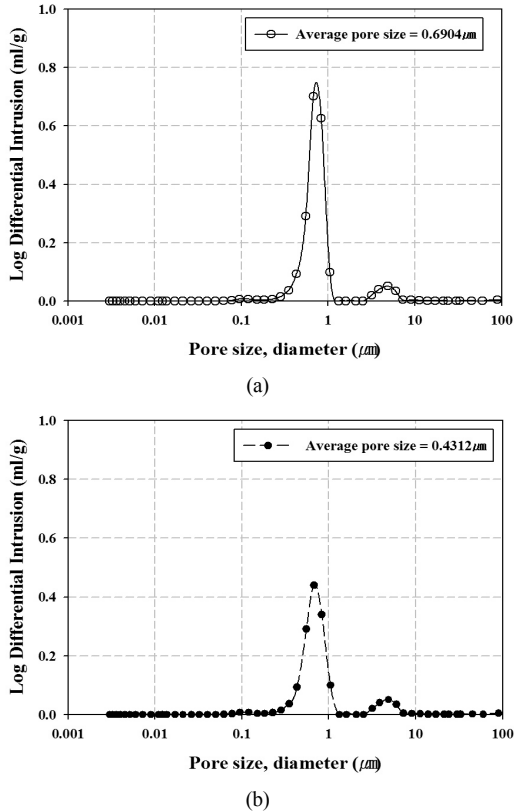 1.0
Average pore size = 0.6904㎛
0.8
0.6
0.4
0.2
0.0
Log Differential Intrusion (ml/g)
0.001 0.01 0.1 1 10 100
Pore size, diameter (㎛)
(a)
1.0
Average pore size = 0.4312㎛
0.8
0.6
0.4
0.2
0.0
Log Differential Intrusion (ml/g)
0.001 0.01 0.1 1 10 100
Pore size, diameter (㎛)
(b)